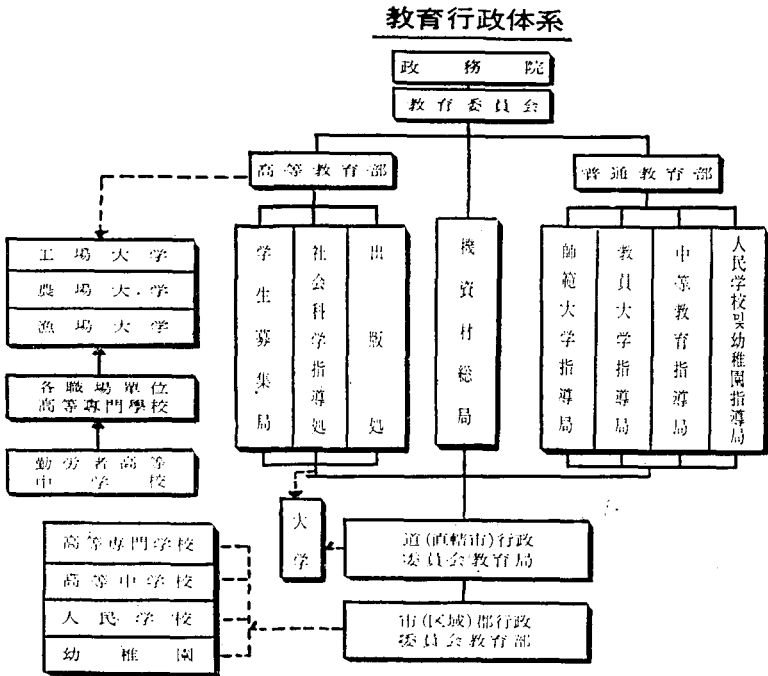 教育行政体系
政務院
教育委員会
高等教育部
普通教育部
工場大学
農場大学
漁場大学
学生募集局
社会科学指導処
出版処
機資材総局
師範大学指導局
教員大学指導局
中等教育指導局
人民学校및幼稚園指導局
各職場単位
高等専門學校
勤労者高等
中学校
大学
道(直轄市)行政
委員会教育局
高等専門学校
高等中学校
人民学校
幼稚園
市(区域)郡行政
委員会教育部